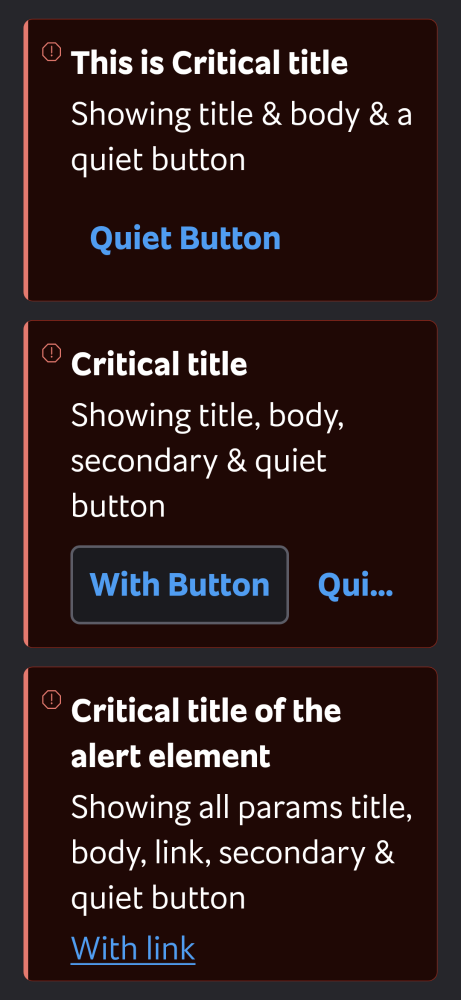 This is Critical title
Showing title & body & a
quiet button
Quiet Button
Critical title
Showing title, body,
secondary & quiet
button
With Button
Qui...
Critical title of the
alert element
Showing all params title,
body, link, secondary &
quiet button
With link